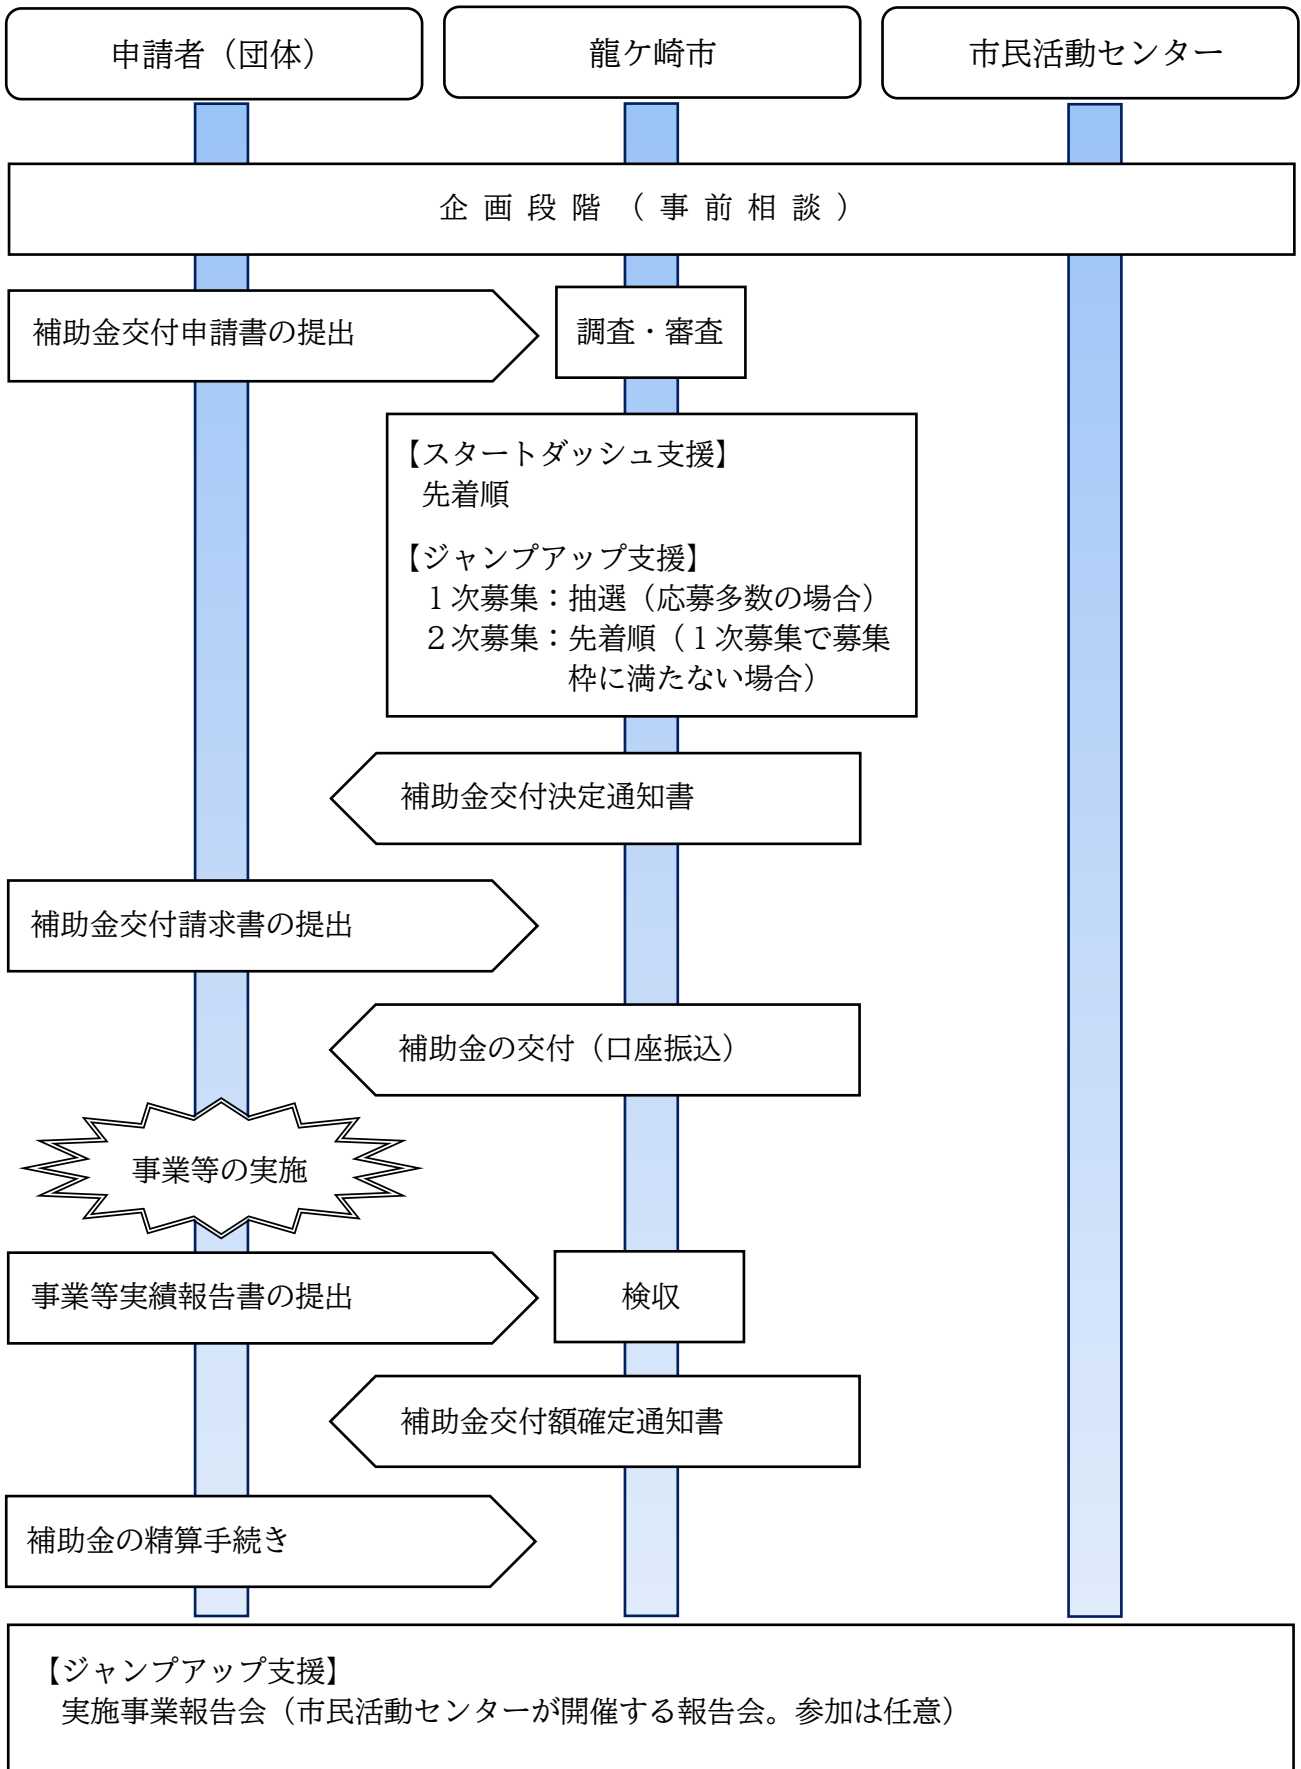 申請者（団体）
龍ケ崎市
市民活動センター
企画段階（事前相談）
補助金交付申請書の提出
調査・審査
【スタートダッシュ支援】
先着順
【ジャンプアップ支援】
１次募集：抽選（応募多数の場合）
２次募集：先着順（１次募集で募集
枠に満たない場合）
補助金交付決定通知書
補助金交付請求書の提出
補助金の交付（口座振込）
事業等の実施
事業等実績報告書の提出
検収
補助金交付額確定通知書
補助金の精算手続き
【ジャンプアップ支援】
実施事業報告会（市民活動センターが開催する報告会。参加は任意）